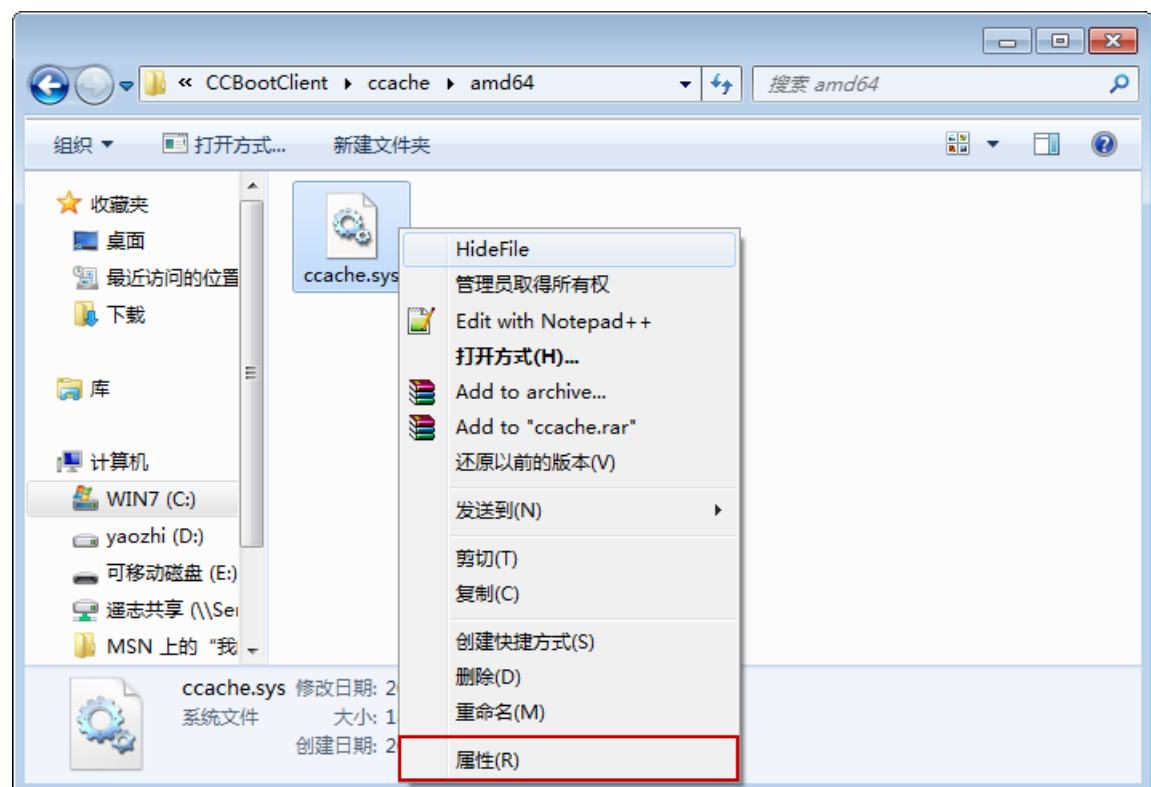 « CCBootClient ▸ ccache ▸ amd64
搜索 amd64
组织
打开方式...
新建文件夹
收藏夹
桌面
最近访问的位置
下载
库
计算机
WIN7 (C:)
yaozhi (D:)
可移动磁盘 (E:)
遥志共享 (\\Ser
MSN 上的 “我
ccache.sys
HideFile
管理员取得所有权
Edit with Notepad++
打开方式(H)...
Add to archive...
Add to "ccache.rar"
还原以前的版本(V)
发送到(N)
剪切(T)
复制(C)
创建快捷方式(S)
删除(D)
重命名(M)
属性(R)
ccache.sys 修改日期: 2
系统文件 大小: 1
创建日期: 2